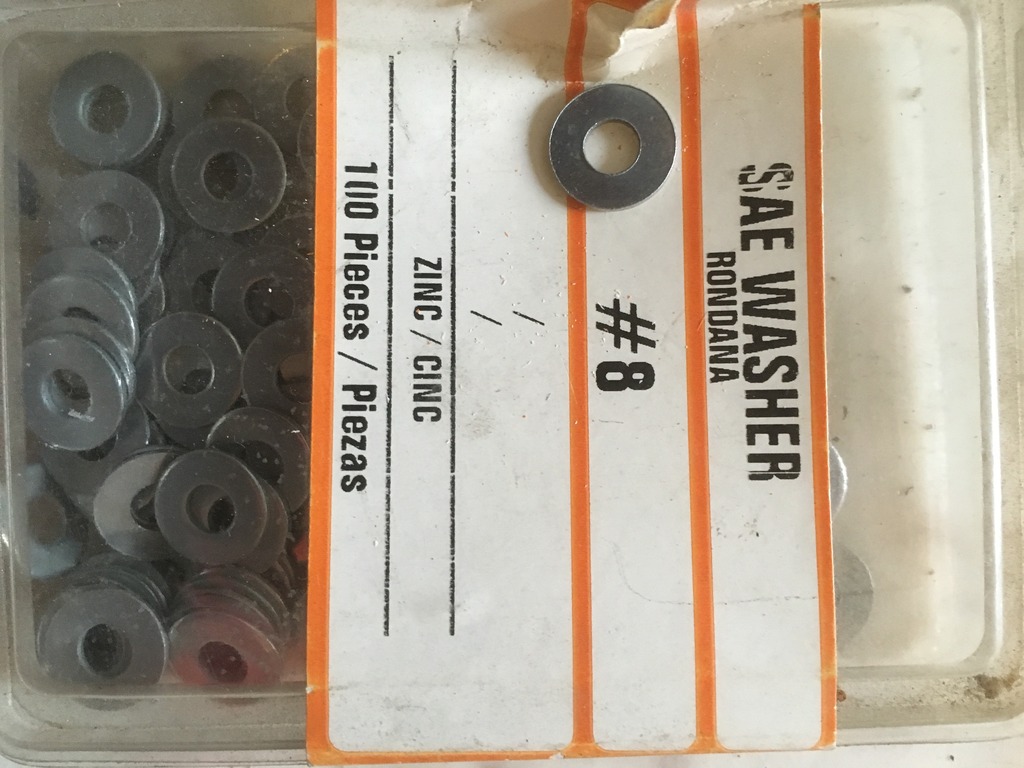 SAE WASHER
RONDANA
#8
/
/
ZINC / CINC
100 Pieces / Piezas